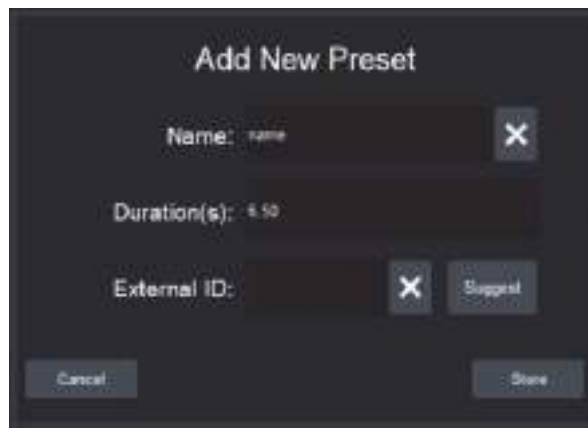 Add New Preset
Name: name
Duration(s): 6.50
External ID:
Suggest
Cancel
Store